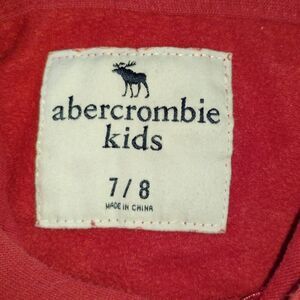 abercrombie
kids
7/8
MADE IN CHINA